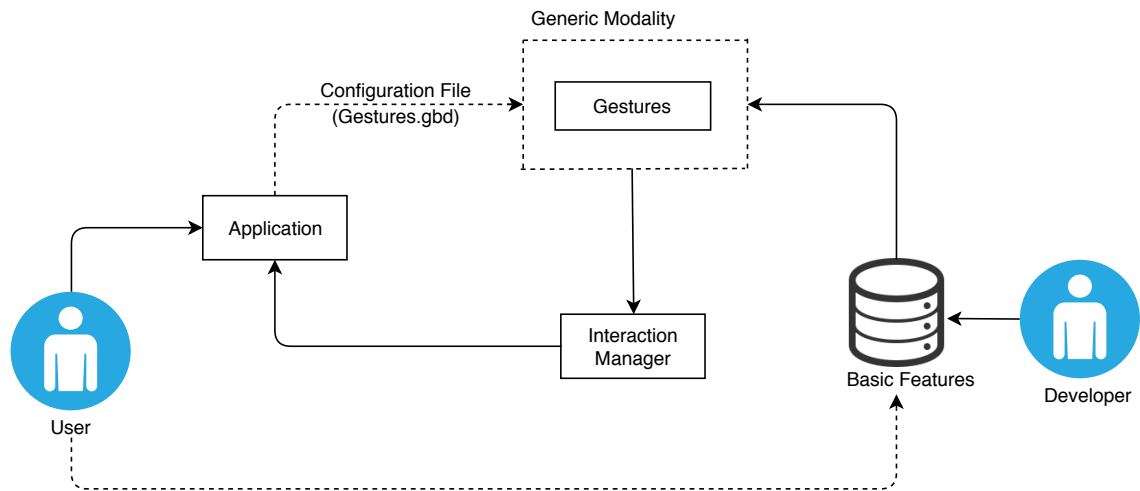 Generic Modality
Configuration File
(Gestures.gbd)
Gestures
Application
Interaction
Manager
Basic Features
Developer
User